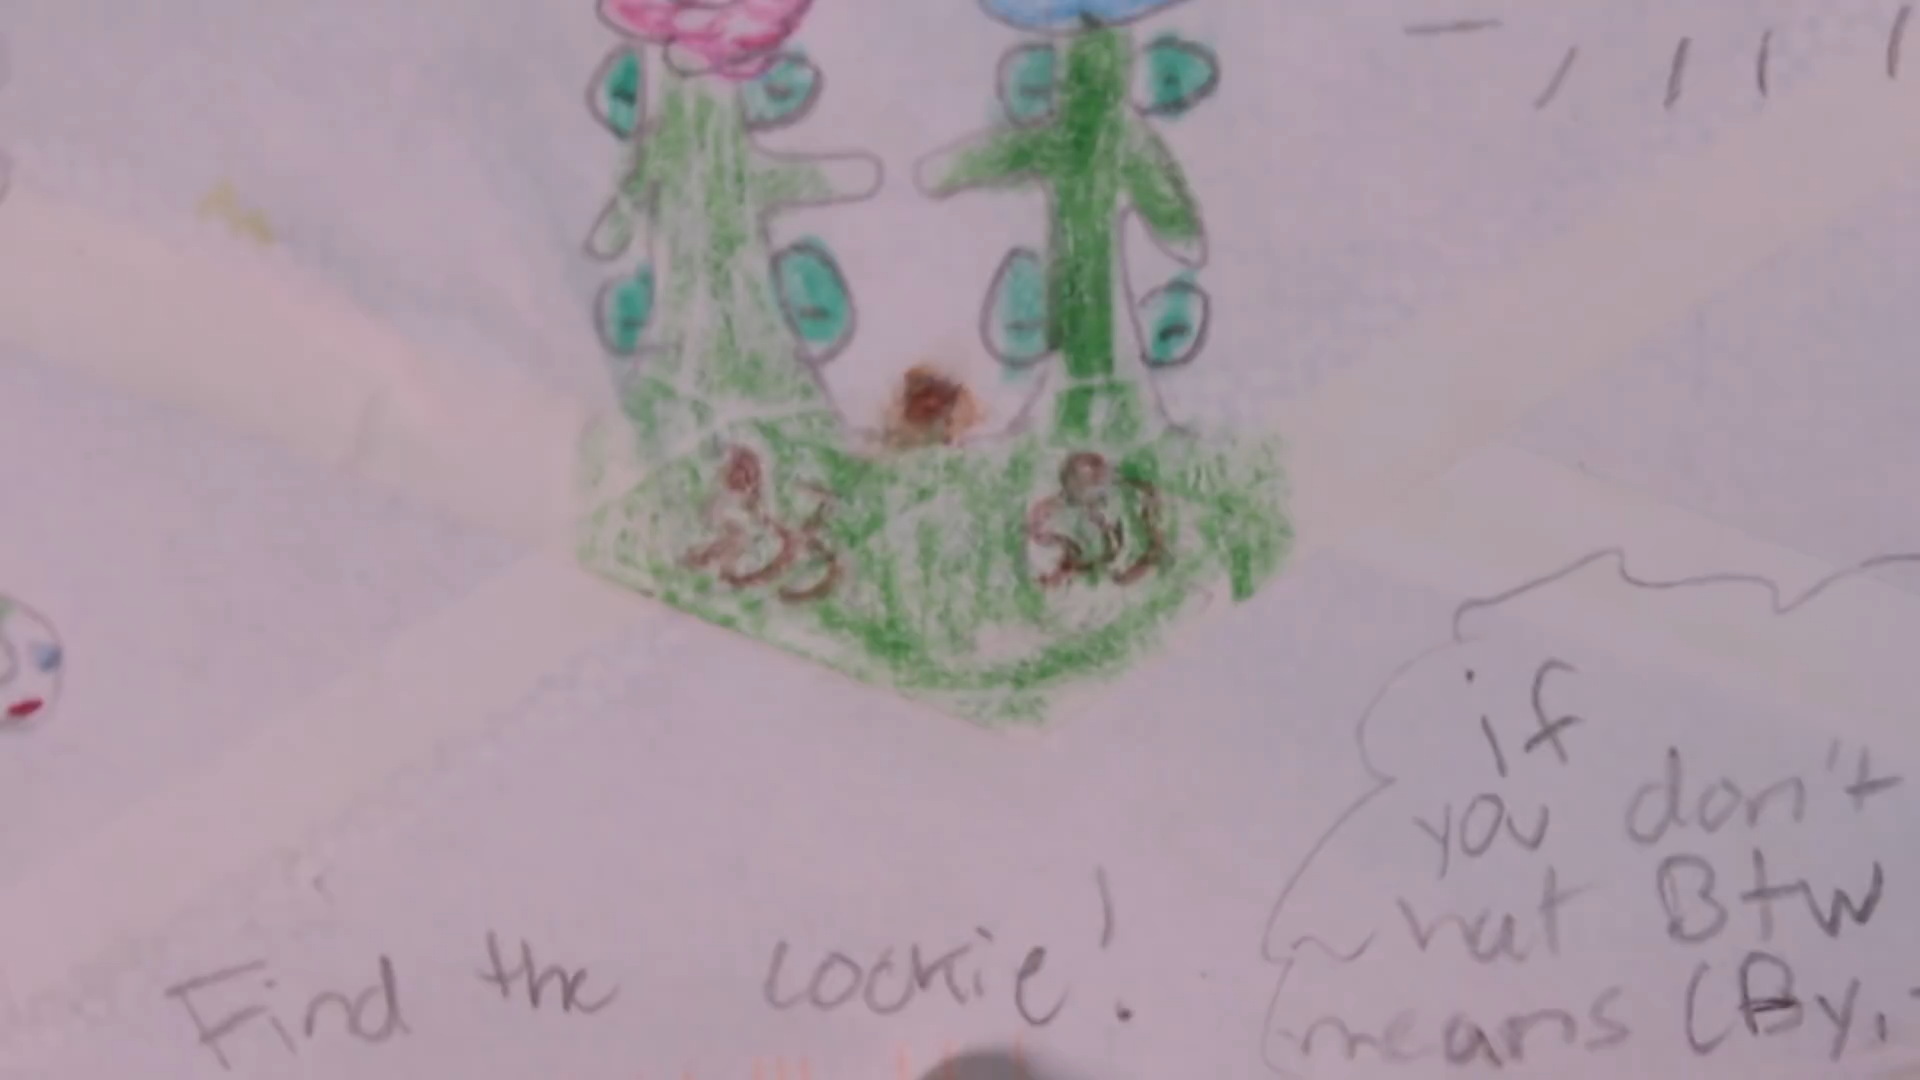 Find the cookie!
if
you don't
what Btw
means (By,